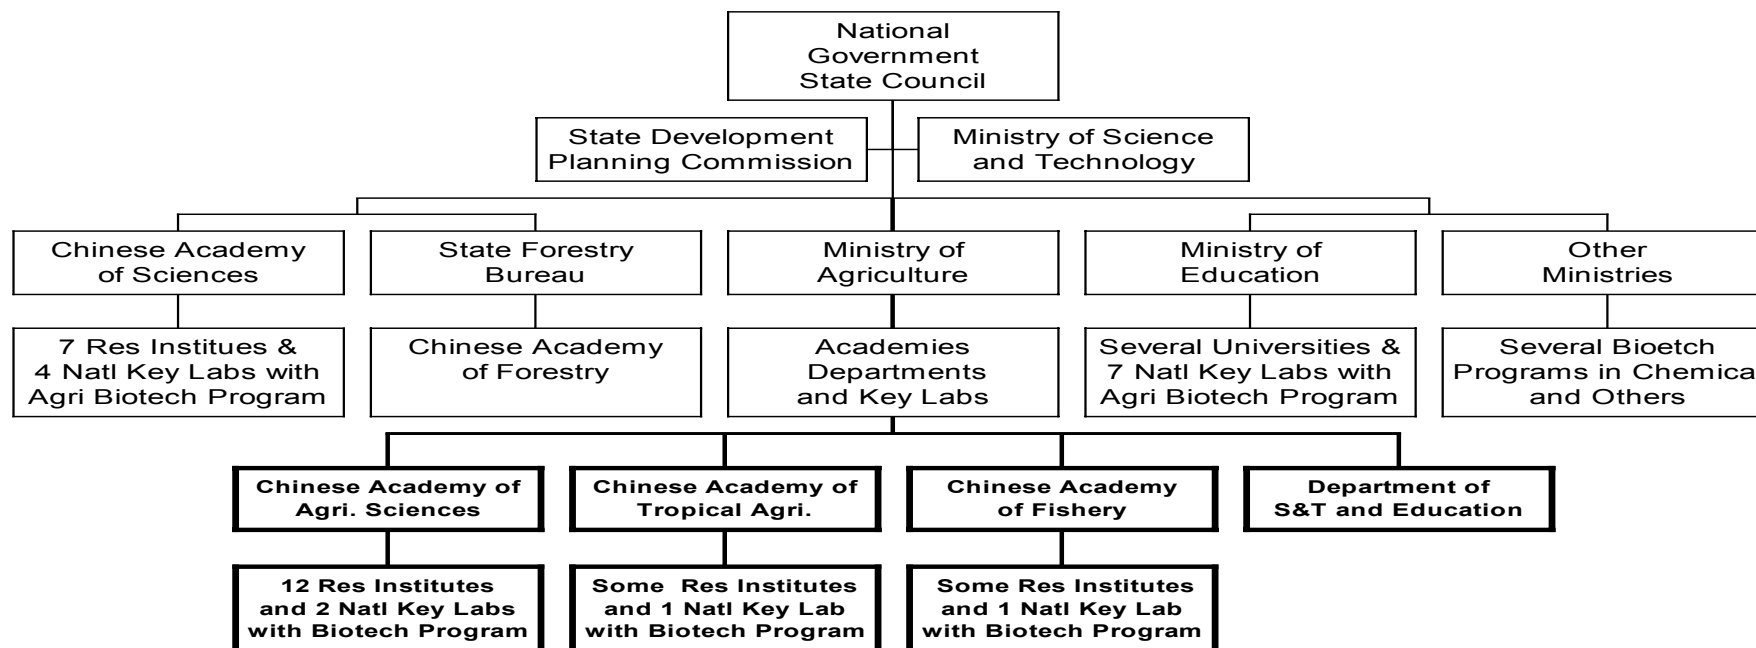 National
Government
State Council
State Development
Planning Commission
Ministry of Science
and Technology
Chinese Academy
of Sciences
State Forestry
Bureau
Ministry of
Agriculture
Ministry of
Education
Other
Ministries
7 Res Institues &
4 Natl Key Labs with
Agri Biotech Program
Chinese Academy
of Forestry
Academies
Departments
and Key Labs
Several Universities &
7 Natl Key Labs with
Agri Biotech Program
Several Bioetch
Programs in Chemica
and Others
Chinese Academy of
Agri. Sciences
Chinese Academy of
Tropical Agri.
Chinese Academy
of Fishery
Department of
S&T and Education
12 Res Institutes
and 2 Natl Key Labs
with Biotech Program
Some Res Institutes
and 1 Natl Key Lab
with Biotech Program
Some Res Institutes
and 1 Natl Key Lab
with Biotech Program